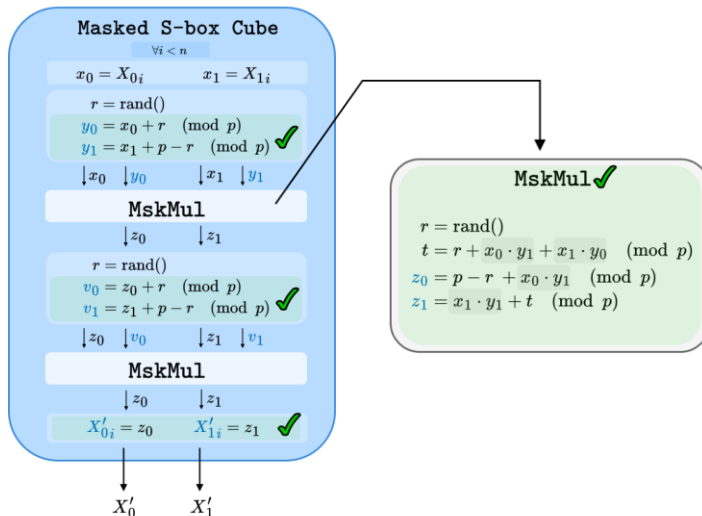 Masked S-box Cube
∀i < n
x₀ = X₀ᵢ x₁ = X₁ᵢ
r = rand()
y₀ = x₀ + r (mod p)
y₁ = x₁ + p − r (mod p)
x₀ y₀ x₁ y₁
MskMul
z₀ z₁
r = rand()
v₀ = z₀ + r (mod p)
v₁ = z₁ + p − r (mod p)
z₀ v₀ z₁ v₁
MskMul
z₀ z₁
X′₀ᵢ = z₀ X′₁ᵢ = z₁
X′₀ X′₁
MskMul
r = rand()
t = r + x₀ · y₁ + x₁ · y₀ (mod p)
z₀ = p − r + x₀ · y₁ (mod p)
z₁ = x₁ · y₁ + t (mod p)